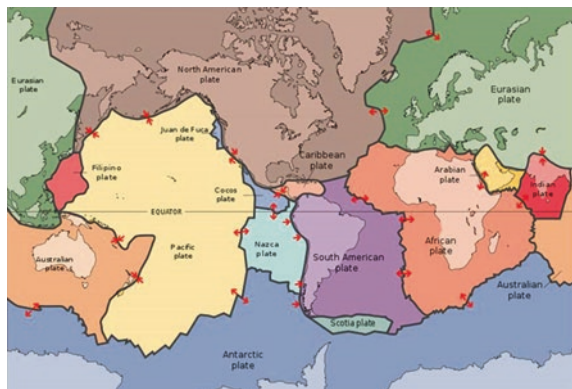 Eurasian
plate
North American
plate
Juan de Fuca
plate
Filipino
plate
Cocos
plate
Caribbean
plate
EQUATOR
Australian
plate
Pacific
plate
Nazca
plate
South American
plate
Scotia plate
Antarctic
plate
Eurasian
plate
Arabian
plate
Indian
plate
African
plate
Australian
plate